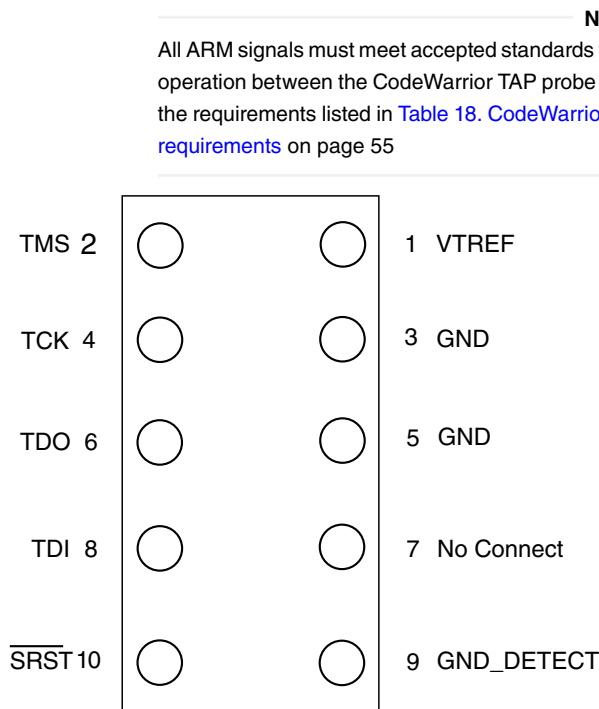 N
All ARM signals must meet accepted standards
operation between the CodeWarrior TAP probe
the requirements listed in Table 18. CodeWarrio
requirements on page 55
TMS 2 1 VTREF
TCK 4 3 GND
TDO 6 5 GND
TDI 8 7 No Connect
SRST 10 9 GND_DETECT